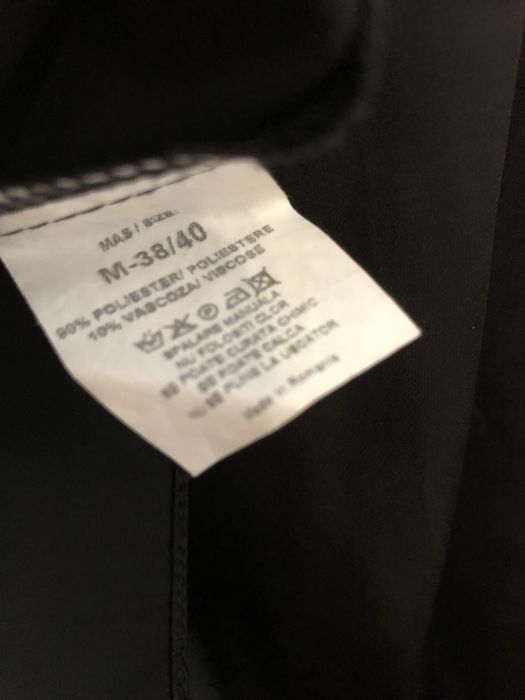 MAS / Size:
M-38/40
90% POLIESTER/ POLIESTERE
10% VASCOZA/ VISCOSE
SPALARE MANUALA
NU FOLOSITI CLOR
SE POATE CURATA CHIMIC
SE POATE CALCA
NU SE PUNE LA USCATOR
Made in Romania